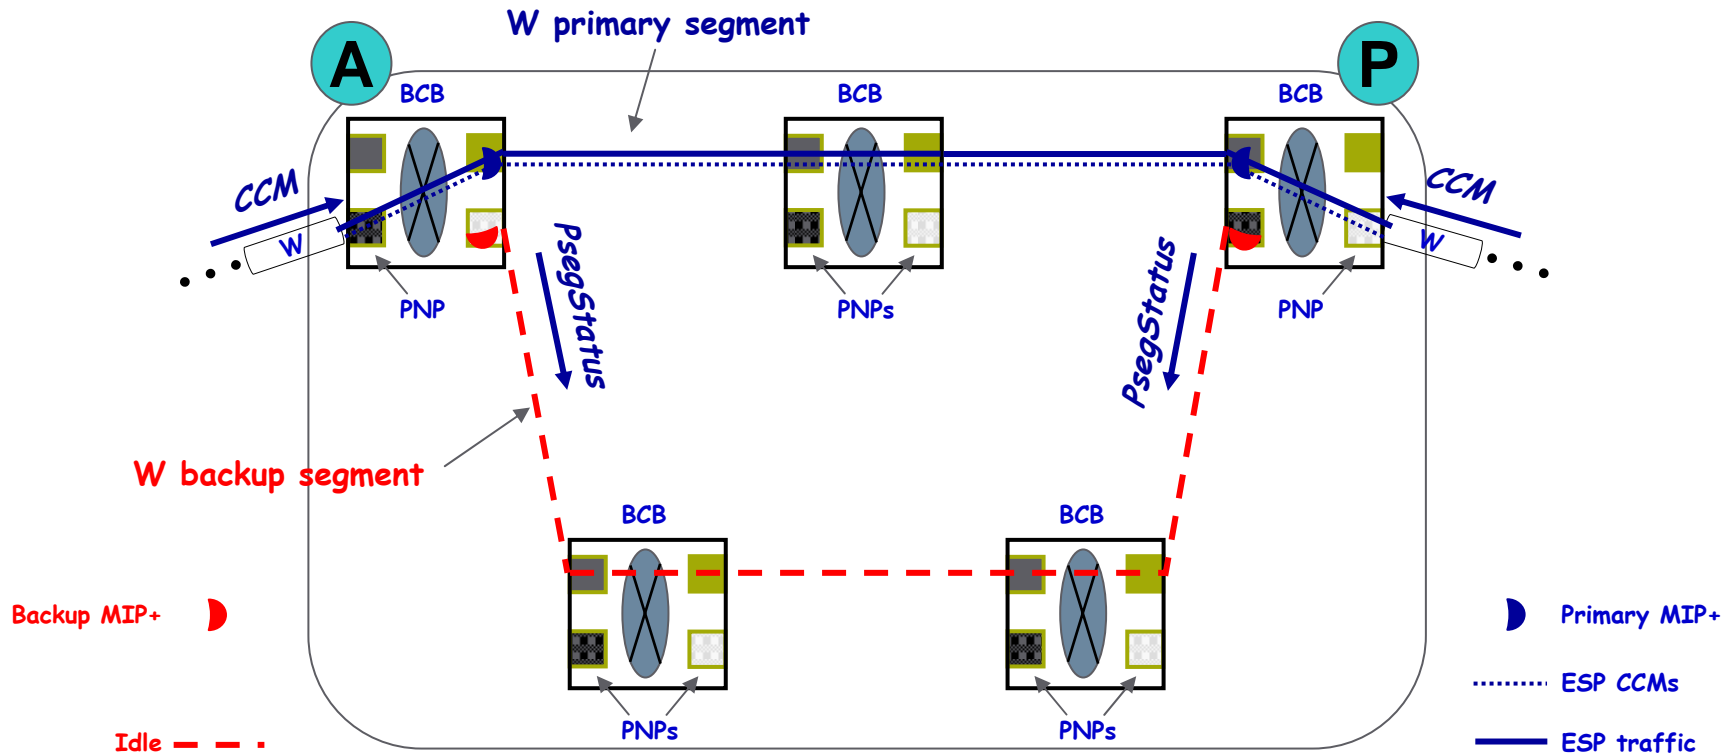 W primary segment
A
P
BCB
BCB
BCB
CCM
CCM
W
W
PNP
PNPs
PNP
PsegStatus
PsegStatus
W backup segment
BCB
BCB
Backup MIP+
Primary MIP+
ESP CCMs
PNPs
PNPs
Idle
ESP traffic